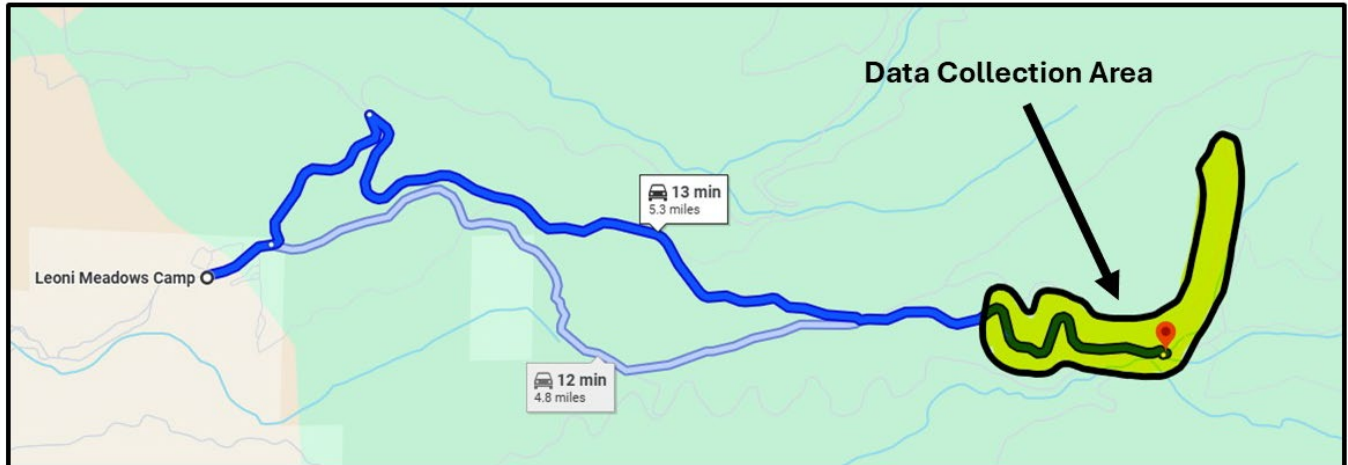 Data Collection Area
13 min
5.3 miles
Leoni Meadows Camp
12 min
4.8 miles